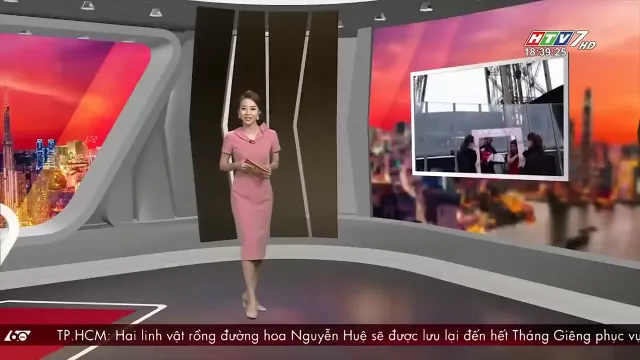 HTV7 HD
18:39:25
60
TP.HCM: Hai linh vật rồng đường hoa Nguyễn Huệ sẽ được lưu lại đến hết Tháng Giêng phục vụ